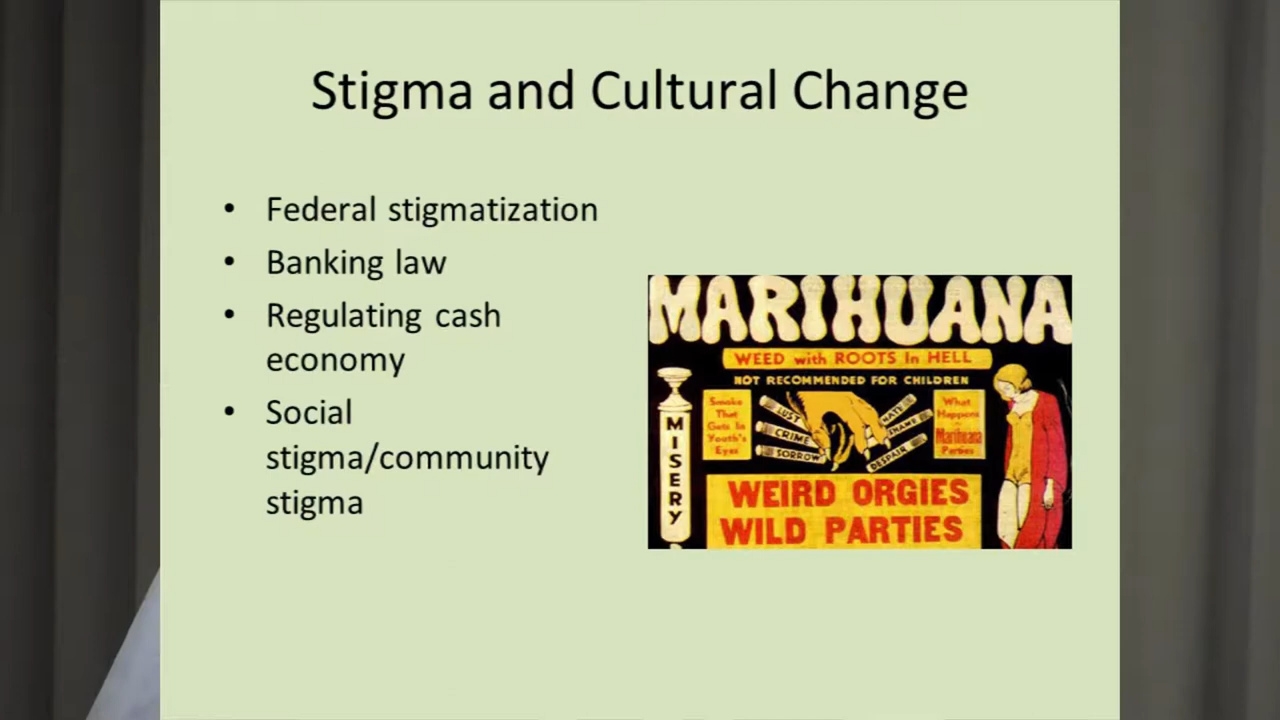 Stigma and Cultural Change
• Federal stigmatization
• Banking law
• Regulating cash
economy
• Social
stigma/community
stigma
MARIHUANA
WEED with ROOTS in HELL
NOT RECOMMENDED FOR CHILDREN
MISERY
Smoke
That
Gets In
Youth's
Eyes
LUST
CRIME
SORROW
HATE
SHAME
DESPAIR
What
Happens
at
Marihuana
Parties
WEIRD ORGIES
WILD PARTIES